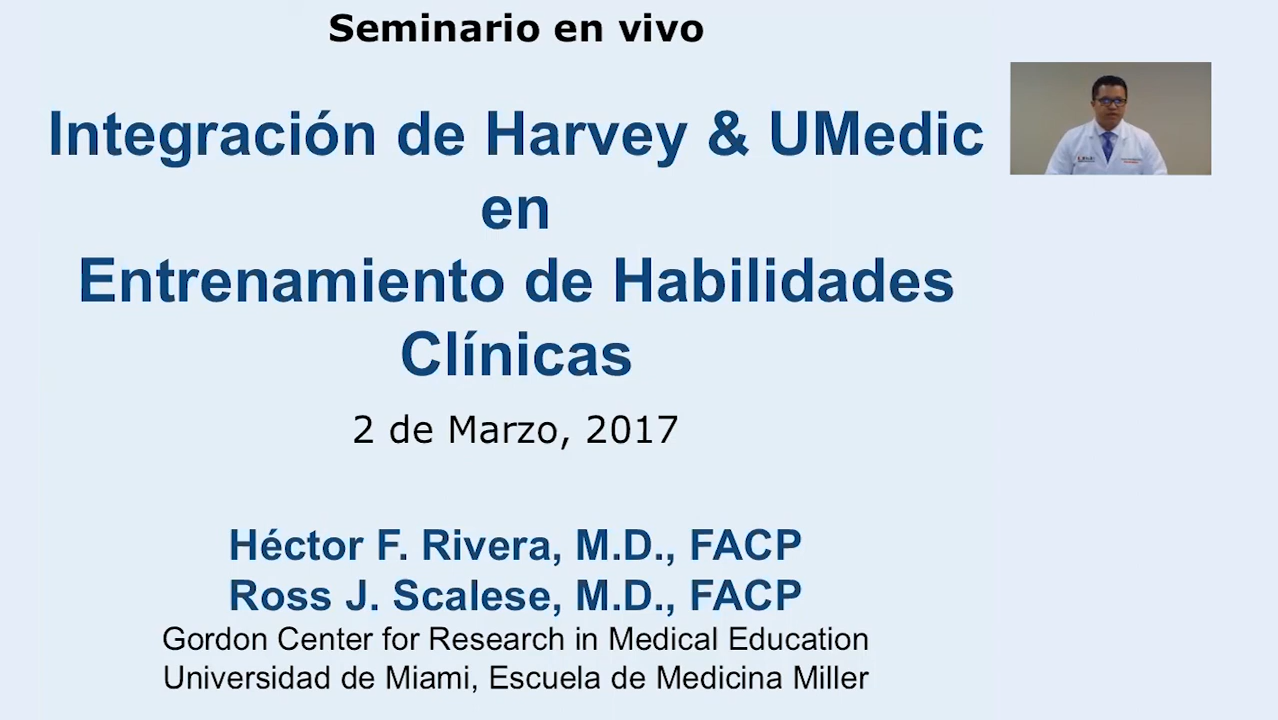 Seminario en vivo
Integración de Harvey & UMedic
en
Entrenamiento de Habilidades
Clínicas
2 de Marzo, 2017
Héctor F. Rivera, M.D., FACP
Ross J. Scalese, M.D., FACP
Gordon Center for Research in Medical Education
Universidad de Miami, Escuela de Medicina Miller